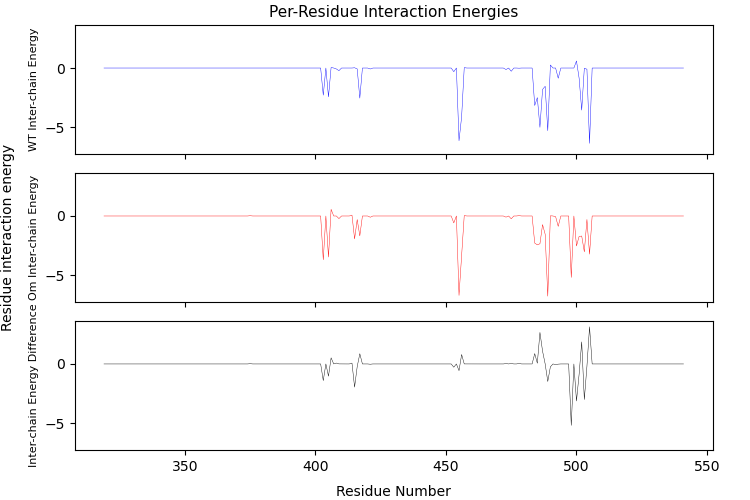 Per-Residue Interaction Energies
Residue interaction energy
WT Inter-chain Energy
0
−5
Om Inter-chain Energy
0
−5
Inter-chain Energy Difference
0
−5
350
400
450
500
550
Residue Number